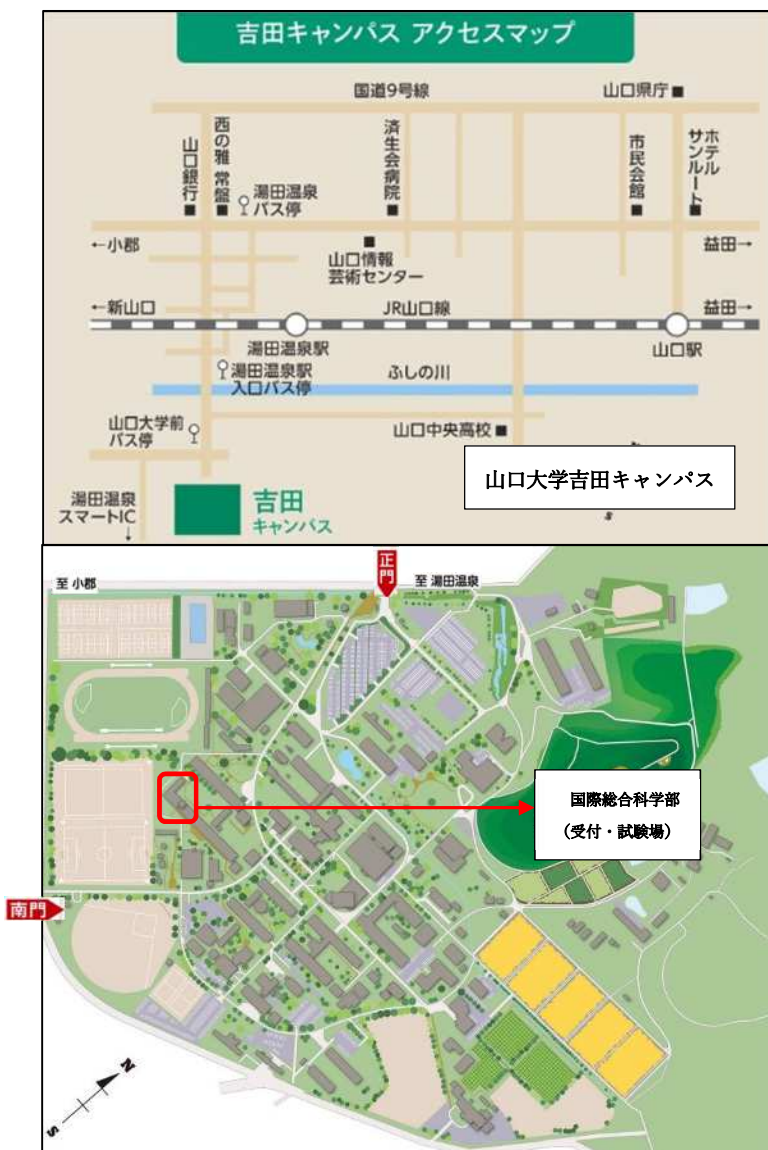 吉田キャンパス アクセスマップ
国道9号線
山口県庁■
山口銀行■
西の雅 常盤■
湯田温泉
バス停
済生会病院■
市民会館■
ホテル
サンルート■
←小郡
山口情報
芸術センター
益田→
←新山口
JR山口線
益田→
湯田温泉駅
山口駅
湯田温泉駅
入口バス停
ふしの川
山口大学前
バス停
山口中央高校■
湯田温泉
スマートIC
↓
吉田
キャンパス
山口大学吉田キャンパス
正門
至 小郡
至 湯田温泉
国際総合科学部
（受付・試験場）
南門
N
S